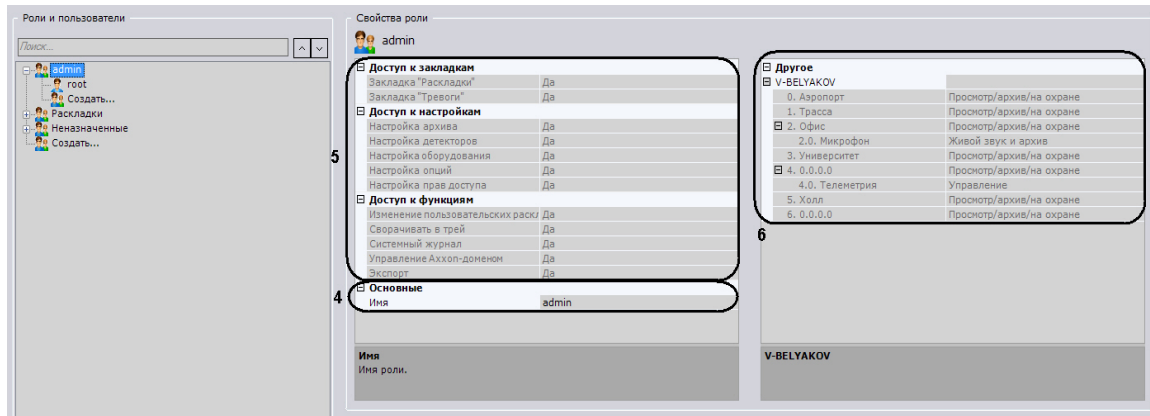 Роли и пользователи
Поиск...
admin
root
Создать...
Раскладки
Неназначенные
Создать...
Свойства роли
admin
5
Доступ к закладкам
Закладка "Раскладки" Да
Закладка "Тревоги" Да
Доступ к настройкам
Настройка архива Да
Настройка детекторов Да
Настройка оборудования Да
Настройка опций Да
Настройка прав доступа Да
Доступ к функциям
Изменение пользовательских раскл Да
Сворачивать в трей Да
Системный журнал Да
Управление Axxon-доменом Да
Экспорт Да
4
Основные
Имя admin
Имя
Имя роли.
Другое
V-BELYAKOV
0. Аэропорт Просмотр/архив/на охране
1. Трасса Просмотр/архив/на охране
2. Офис Просмотр/архив/на охране
2.0. Микрофон Живой звук и архив
3. Университет Просмотр/архив/на охране
4. 0.0.0.0 Просмотр/архив/на охране
4.0. Телеметрия Управление
5. Холл Просмотр/архив/на охране
6. 0.0.0.0 Просмотр/архив/на охране
6
V-BELYAKOV